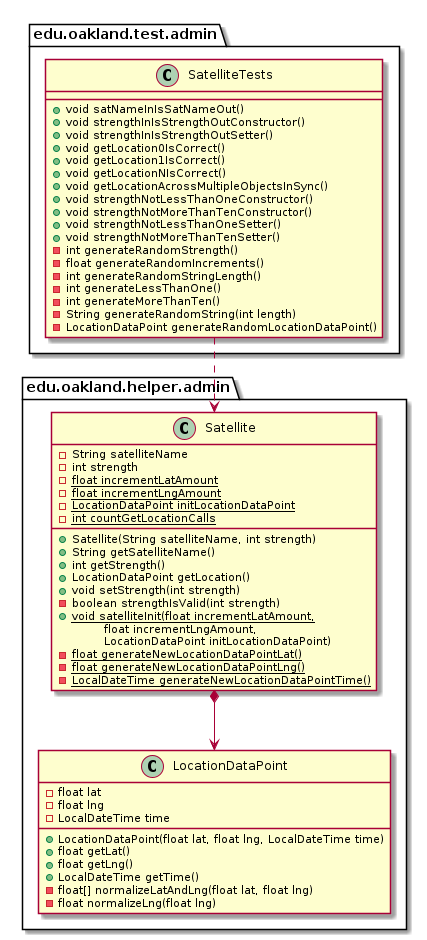 edu.oakland.test.admin
C SatelliteTests
void satNameInIsSatNameOut()
void strengthInIsStrengthOutConstructor()
void strengthInIsStrengthOutSetter()
void getLocation0IsCorrect()
void getLocation1IsCorrect()
void getLocationNIsCorrect()
void getLocationAcrossMultipleObjectsInSync()
void strengthNotLessThanOneConstructor()
void strengthNotMoreThanTenConstructor()
void strengthNotLessThanOneSetter()
void strengthNotMoreThanTenSetter()
int generateRandomStrength()
float generateRandomIncrements()
int generateRandomStringLength()
int generateLessThanOne()
int generateMoreThanTen()
String generateRandomString(int length)
LocationDataPoint generateRandomLocationDataPoint()
edu.oakland.helper.admin
C Satellite
String satelliteName
int strength
float incrementLatAmount
float incrementLngAmount
LocationDataPoint initLocationDataPoint
int countGetLocationCalls
Satellite(String satelliteName, int strength)
String getSatelliteName()
int getStrength()
LocationDataPoint getLocation()
void setStrength(int strength)
boolean strengthIsValid(int strength)
void satelliteInit(float incrementLatAmount,
float incrementLngAmount,
LocationDataPoint initLocationDataPoint)
float generateNewLocationDataPointLat()
float generateNewLocationDataPointLng()
LocalDateTime generateNewLocationDataPointTime()
C LocationDataPoint
float lat
float lng
LocalDateTime time
LocationDataPoint(float lat, float lng, LocalDateTime time)
float getLat()
float getLng()
LocalDateTime getTime()
float[] normalizeLatAndLng(float lat, float lng)
float normalizeLng(float lng)